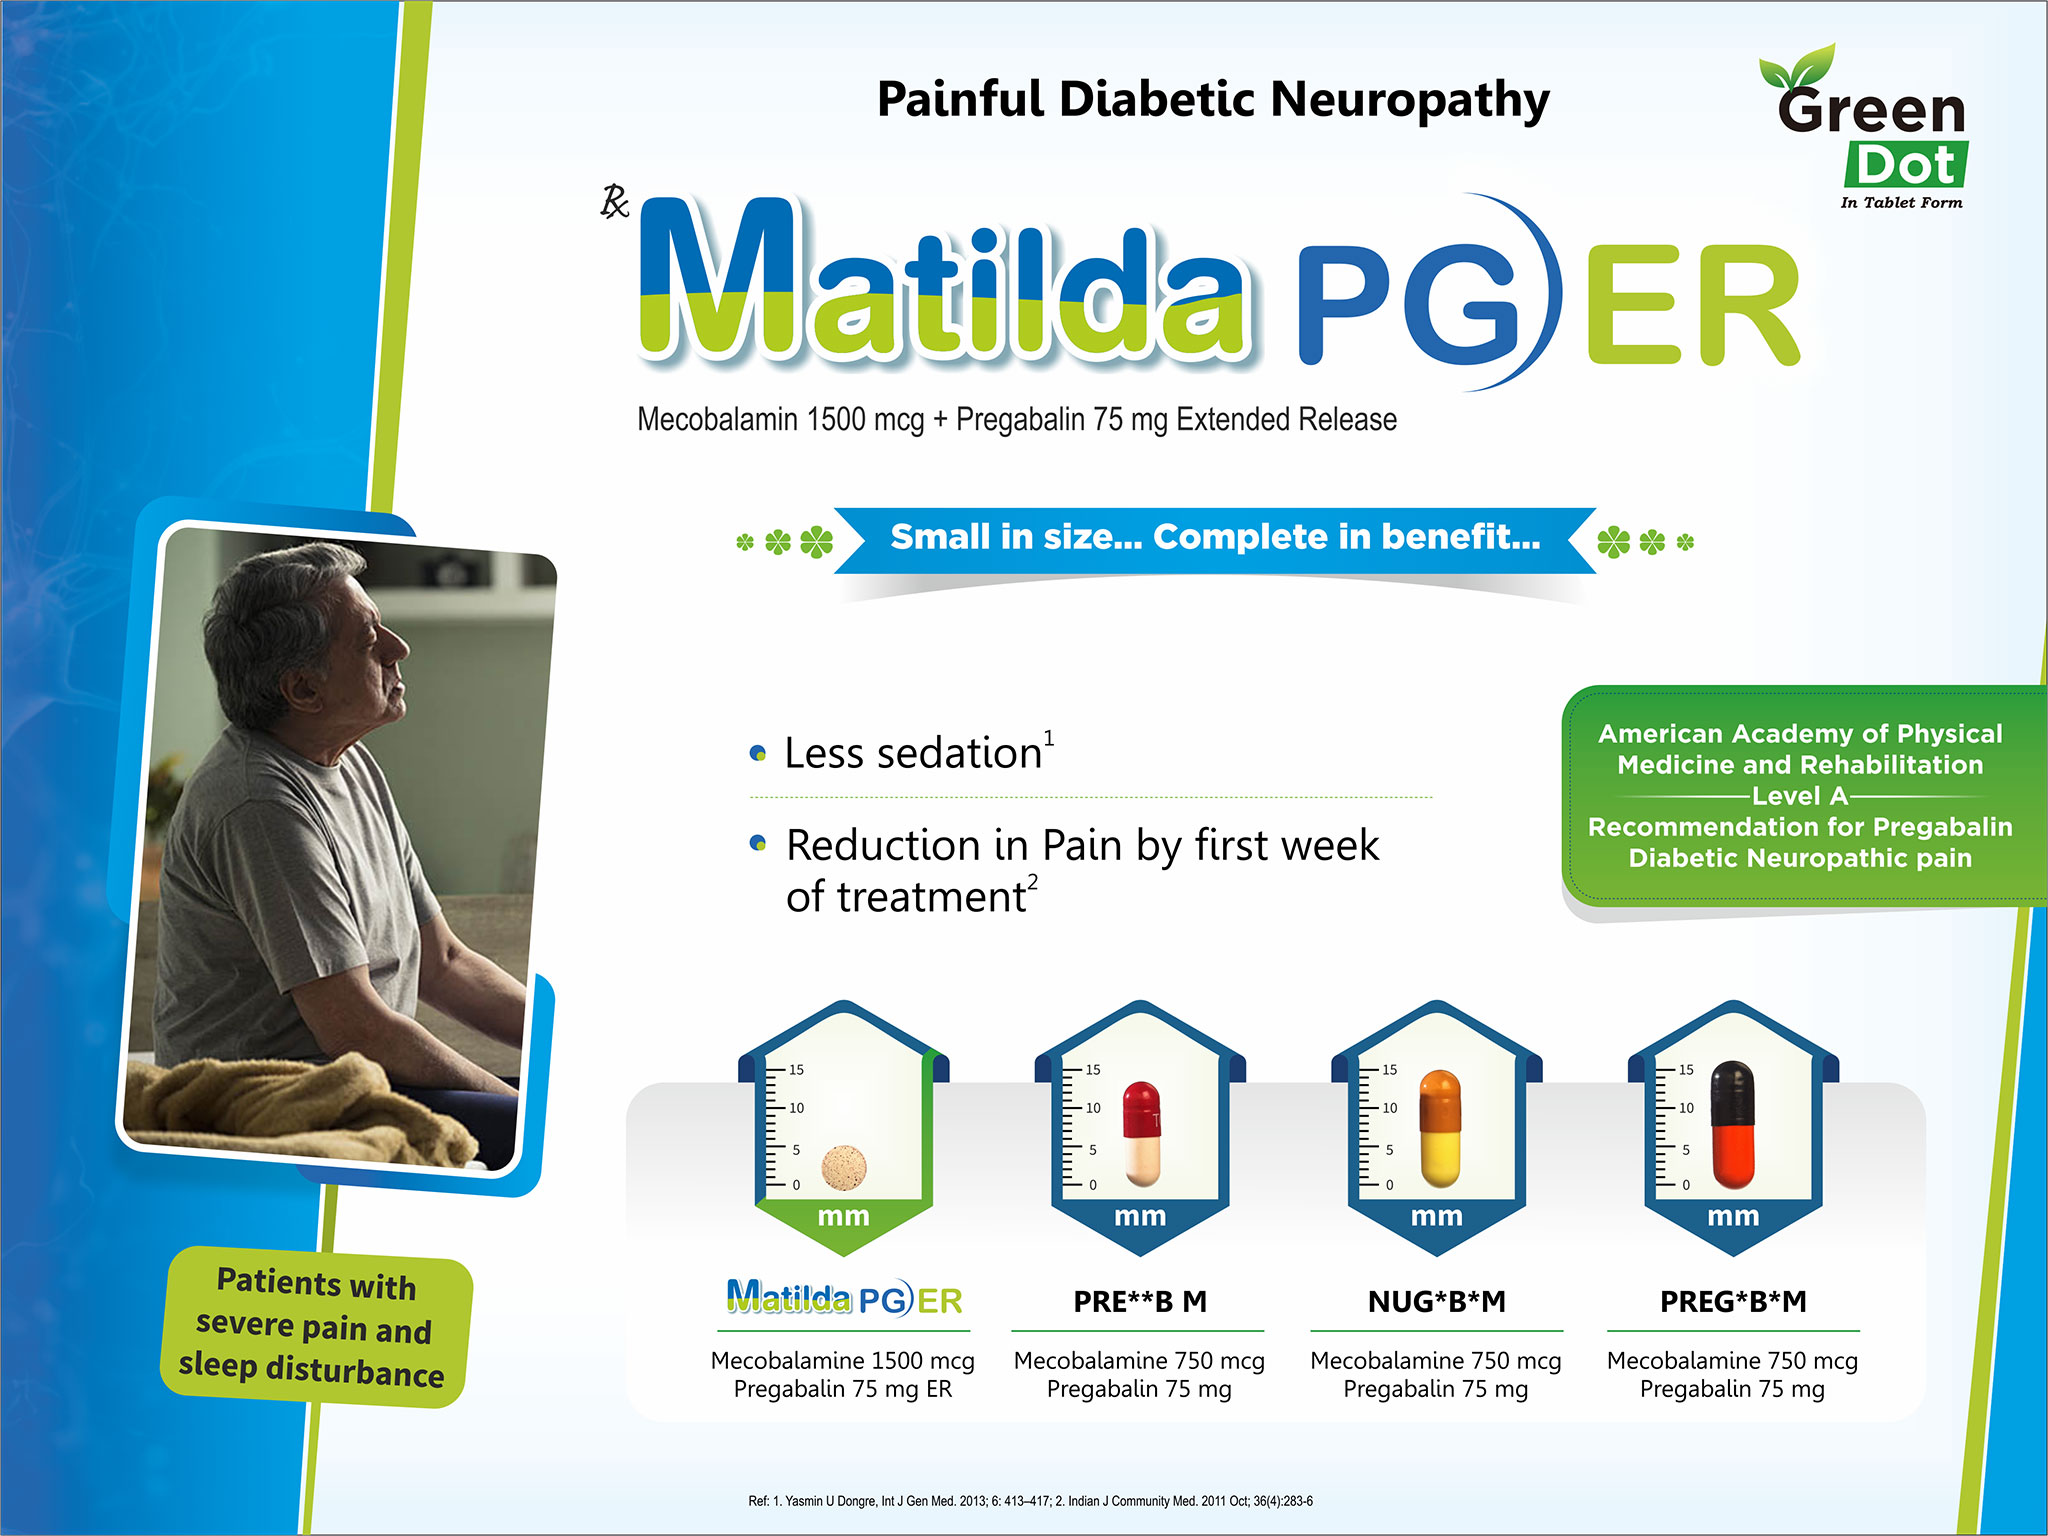 Painful Diabetic Neuropathy
Green
Dot
In Tablet Form
Rx
Matilda PG ER
Mecobalamin 1500 mcg + Pregabalin 75 mg Extended Release
Small in size... Complete in benefit...
• Less sedation1
• Reduction in Pain by first week
of treatment2
American Academy of Physical
Medicine and Rehabilitation
Level A
Recommendation for Pregabalin
Diabetic Neuropathic pain
Patients with
severe pain and
sleep disturbance
15
10
5
0
mm
15
10
5
0
T
mm
15
10
5
0
mm
15
10
5
0
mm
Matilda PG ER
Mecobalamine 1500 mcg
Pregabalin 75 mg ER
PRE**B M
Mecobalamine 750 mcg
Pregabalin 75 mg
NUG*B*M
Mecobalamine 750 mcg
Pregabalin 75 mg
PREG*B*M
Mecobalamine 750 mcg
Pregabalin 75 mg
Ref: 1. Yasmin U Dongre, Int J Gen Med. 2013; 6: 413–417; 2. Indian J Community Med. 2011 Oct; 36(4):283-6